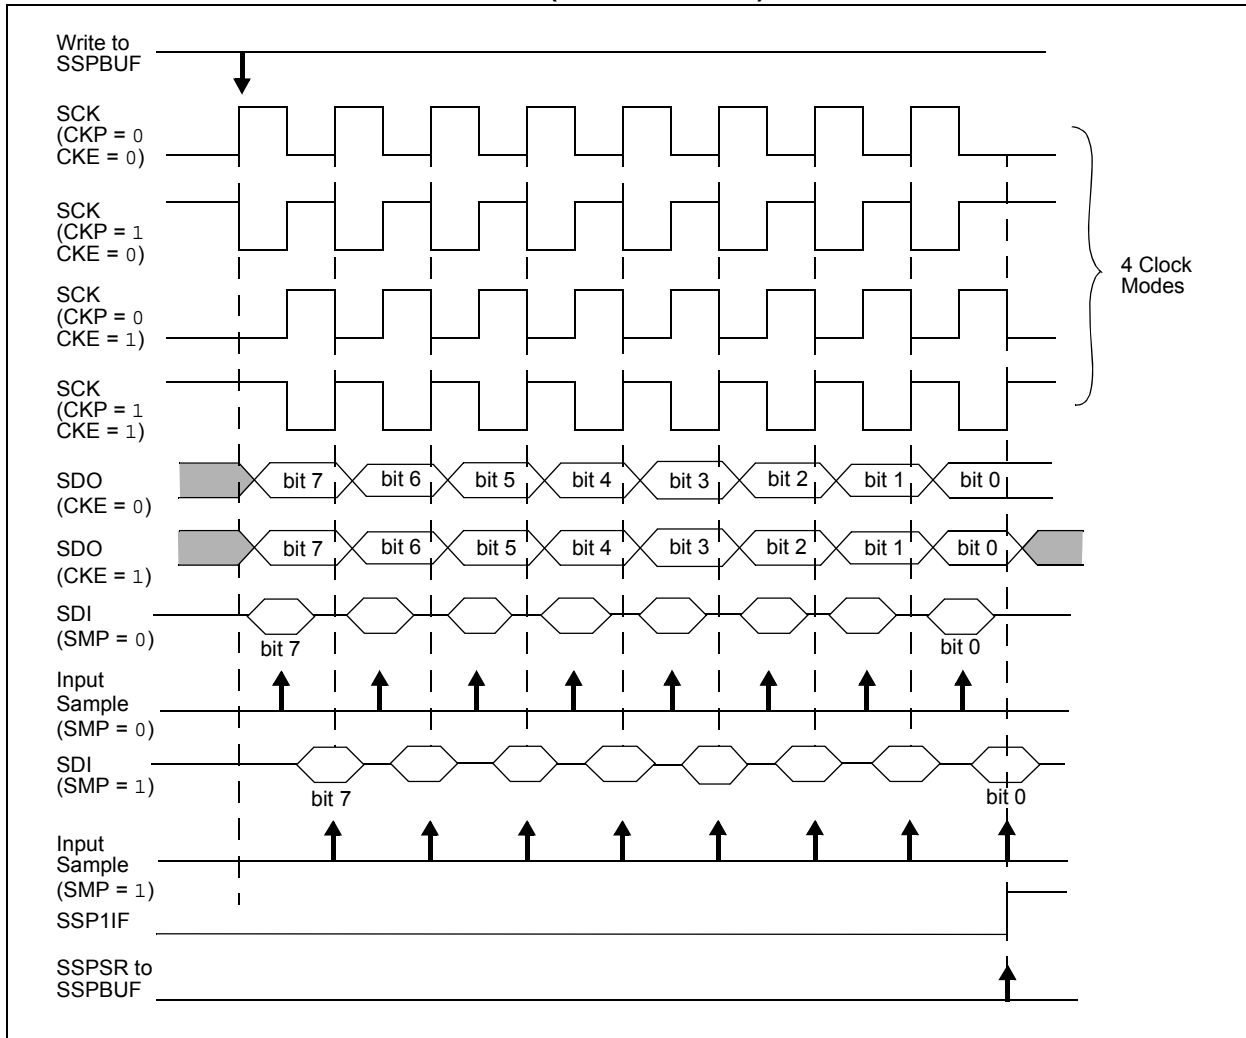 Write to
SSPBUF
SCK
(CKP = 0
CKE = 0)
SCK
(CKP = 1
CKE = 0)
4 Clock
Modes
SCK
(CKP = 0
CKE = 1)
SCK
(CKP = 1
CKE = 1)
SDO
(CKE = 0)
bit 7 bit 6 bit 5 bit 4 bit 3 bit 2 bit 1 bit 0
SDO
(CKE = 1)
bit 7 bit 6 bit 5 bit 4 bit 3 bit 2 bit 1 bit 0
SDI
(SMP = 0)
bit 7 bit 0
Input
Sample
(SMP = 0)
SDI
(SMP = 1)
bit 7 bit 0
Input
Sample
(SMP = 1)
SSP1IF
SSPSR to
SSPBUF